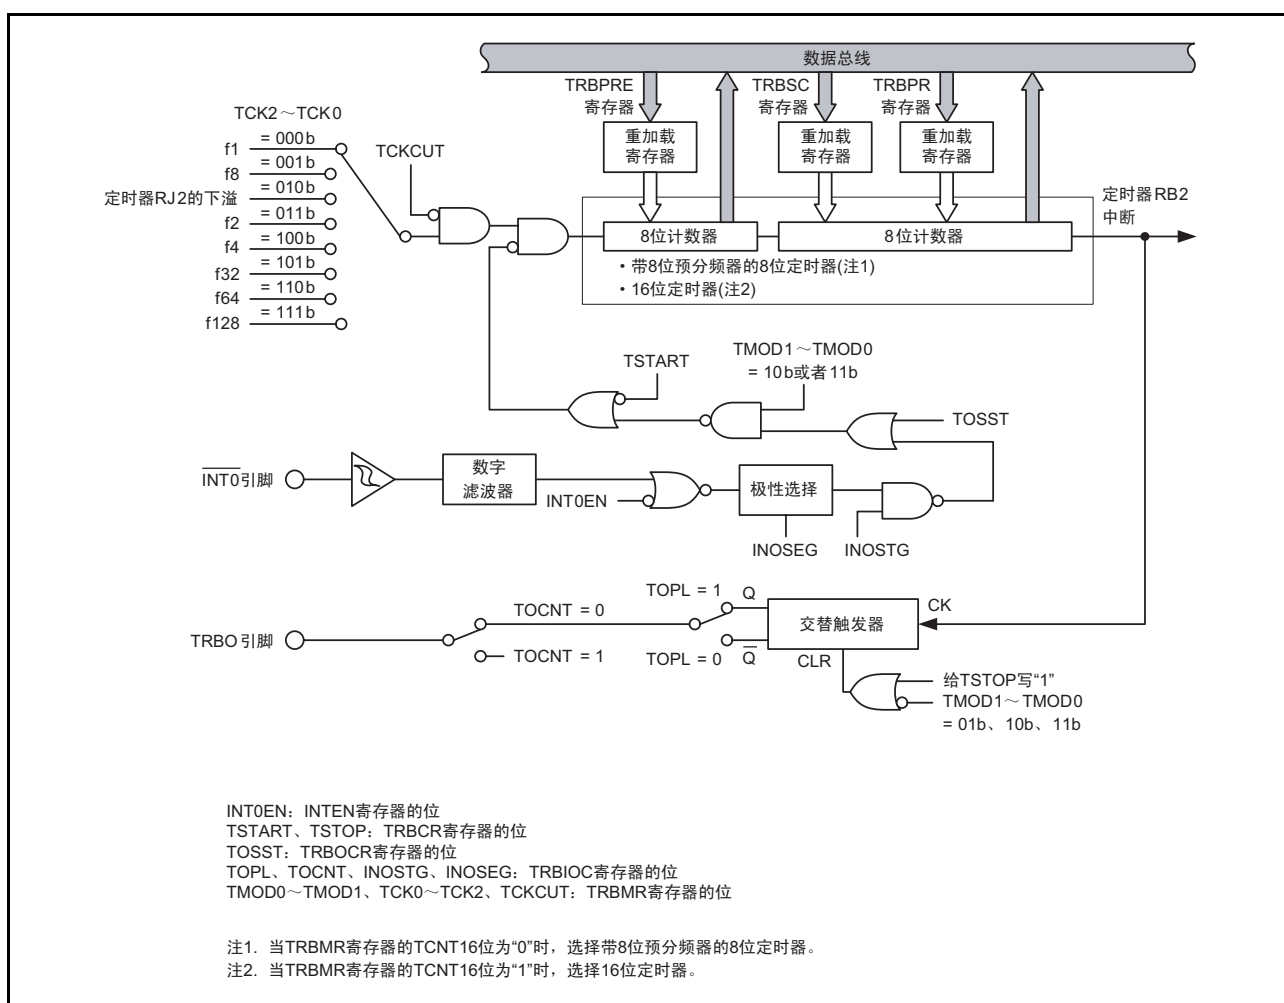 数据总线
TRBPRE
寄存器
TRBSC
寄存器
TRBPR
寄存器
重加载
寄存器
重加载
寄存器
重加载
寄存器
TCK2～TCK0
f1
= 000b
f8
= 001b
定时器RJ2的下溢
= 010b
f2
= 011b
f4
= 100b
f32
= 101b
f64
= 110b
f128
= 111b
TCKCUT
8位计数器
8位计数器
定时器RB2
中断
·带8位预分频器的8位定时器(注1)
·16位定时器(注2)
TSTART
TMOD1～TMOD0
= 10b或者11b
TOSST
INT0引脚
数字
滤波器
INT0EN
极性选择
INOSEG
INOSTG
TRBO引脚
TOCNT = 0
TOCNT = 1
TOPL = 1
Q
TOPL = 0
Q
交替触发器
CK
CLR
给TSTOP写“1”
TMOD1～TMOD0
= 01b、10b、11b
INT0EN：INTEN寄存器的位
TSTART、TSTOP：TRBCR寄存器的位
TOSST：TRBOCR寄存器的位
TOPL、TOCNT、INOSTG、INOSEG：TRBIOC寄存器的位
TMOD0～TMOD1、TCK0～TCK2、TCKCUT：TRBMR寄存器的位
注1. 当TRBMR寄存器的TCNT16位为“0”时，选择带8位预分频器的8位定时器。
注2. 当TRBMR寄存器的TCNT16位为“1”时，选择16位定时器。